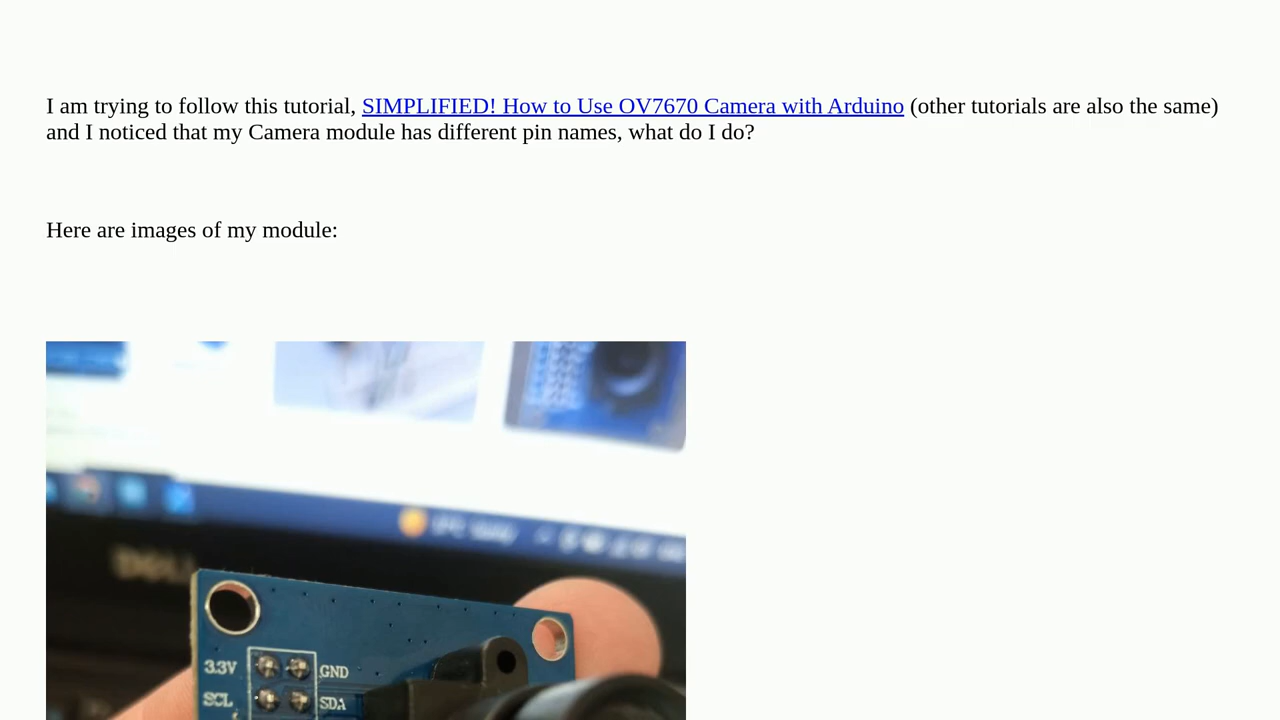 I am trying to follow this tutorial, SIMPLIFIED! How to Use OV7670 Camera with Arduino (other tutorials are also the same)
and I noticed that my Camera module has different pin names, what do I do?
Here are images of my module:
DELL
3.3V GND
SCL SDA